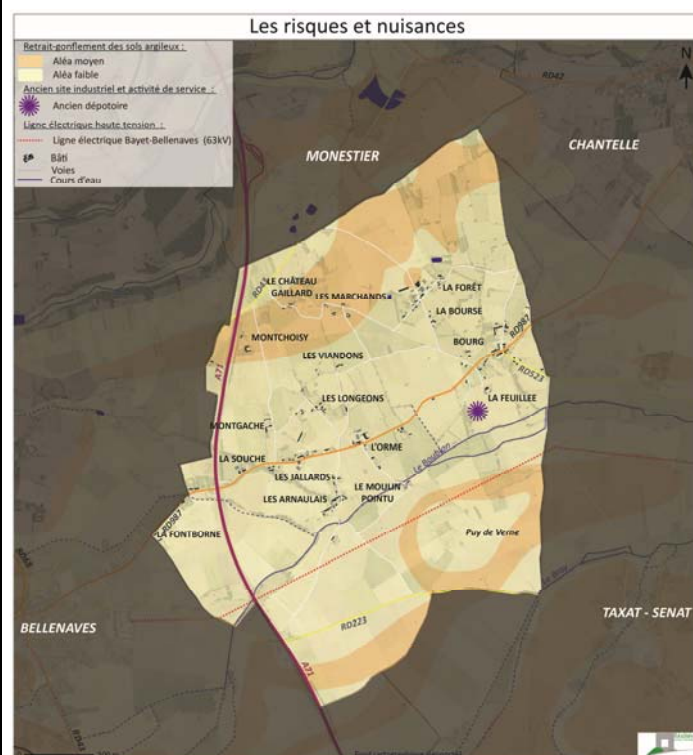 Les risques et nuisances
Retrait-gonflement des sols argileux :
Aléa moyen
Aléa faible
Ancien site industriel et activité de service :
Ancien dépotoire
Ligne électrique haute tension :
Ligne électrique Bayet-Bellenaves (63kV)
Bâti
Voies
Cours d'eau
N
RD42
MONESTIER
CHANTELLE
LE CHÂTEAU
GAILLARD
RD43
LES MARCHANDS
LA FORÊT
LA BOURSE
MONTCHOISY
BOURG
RD987
A71
LES VIANDONS
RD523
LES LONGEONS
LA FEUILLEE
MONTGACHE
L'ORME
Le Boublon
LA SOUCHE
LES JALLARDS
LE MOULIN
POINTU
LES ARNAULAIS
RD987
LA FONTBORNE
Puy de Verne
BELLENAVES
TAXAT - SENAT
RD223
A71
RD43